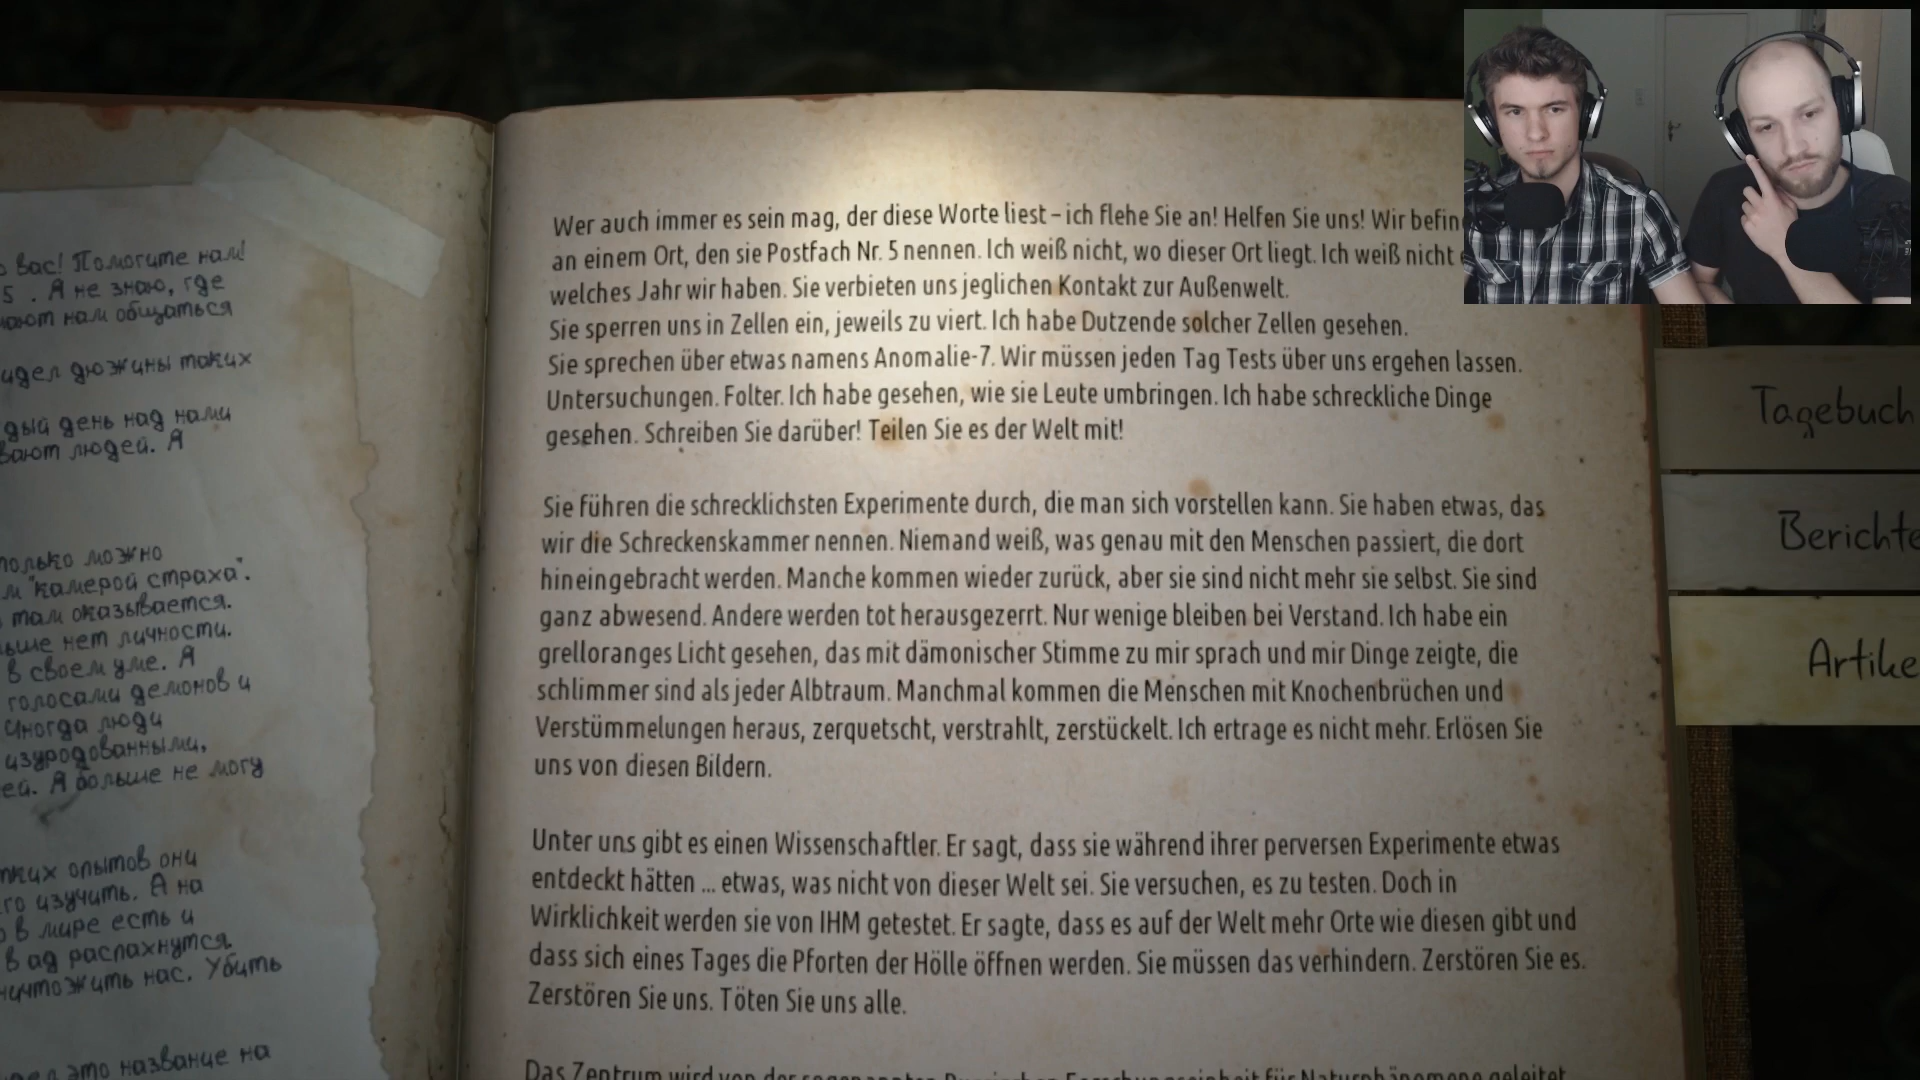 вас! Помогите нам!
5 . Я не знаю, где
нам общаться
дюжины таких
день над нами
людей. Я
можно
"камерой страха".
там оказывается.
нет личности.
в своем уме. Я
голосами демонов и
Иногда люди
изуродованными,
Я больше не могу
опытов они
изучить. А на
в мире есть и
в ад распахнутся.
нас. Убить
это название на
Wer auch immer es sein mag, der diese Worte liest – ich flehe Sie an! Helfen Sie uns! Wir befin
an einem Ort, den sie Postfach Nr. 5 nennen. Ich weiß nicht, wo dieser Ort liegt. Ich weiß nicht
welches Jahr wir haben. Sie verbieten uns jeglichen Kontakt zur Außenwelt.
Sie sperren uns in Zellen ein, jeweils zu viert. Ich habe Dutzende solcher Zellen gesehen.
Sie sprechen über etwas namens Anomalie-7. Wir müssen jeden Tag Tests über uns ergehen lassen.
Untersuchungen. Folter. Ich habe gesehen, wie sie Leute umbringen. Ich habe schreckliche Dinge
gesehen. Schreiben Sie darüber! Teilen Sie es der Welt mit!
Sie führen die schrecklichsten Experimente durch, die man sich vorstellen kann. Sie haben etwas, das
wir die Schreckenskammer nennen. Niemand weiß, was genau mit den Menschen passiert, die dort
hineingebracht werden. Manche kommen wieder zurück, aber sie sind nicht mehr sie selbst. Sie sind
ganz abwesend. Andere werden tot herausgezerrt. Nur wenige bleiben bei Verstand. Ich habe ein
grelloranges Licht gesehen, das mit dämonischer Stimme zu mir sprach und mir Dinge zeigte, die
schlimmer sind als jeder Albtraum. Manchmal kommen die Menschen mit Knochenbrüchen und
Verstümmelungen heraus, zerquetscht, verstrahlt, zerstückelt. Ich ertrage es nicht mehr. Erlösen Sie
uns von diesen Bildern.
Unter uns gibt es einen Wissenschaftler. Er sagt, dass sie während ihrer perversen Experimente etwas
entdeckt hätten ... etwas, was nicht von dieser Welt sei. Sie versuchen, es zu testen. Doch in
Wirklichkeit werden sie von IHM getestet. Er sagte, dass es auf der Welt mehr Orte wie diesen gibt und
dass sich eines Tages die Pforten der Hölle öffnen werden. Sie müssen das verhindern. Zerstören Sie es.
Zerstören Sie uns. Töten Sie uns alle.
Das Zentrum wird von der sogenannten Russischen Forschungseinheit für Naturphänomene geleitet
Tagebuch
Berichte
Artike